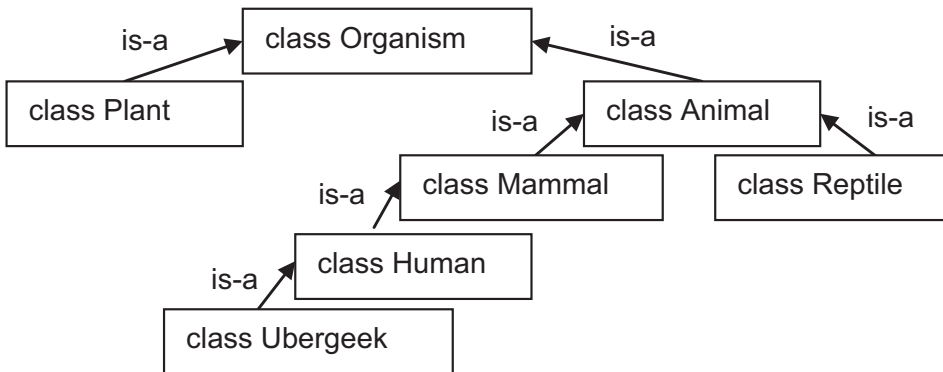 is-a
class Organism
is-a
class Plant
class Animal
is-a
is-a
class Mammal
class Reptile
is-a
class Human
is-a
class Ubergeek